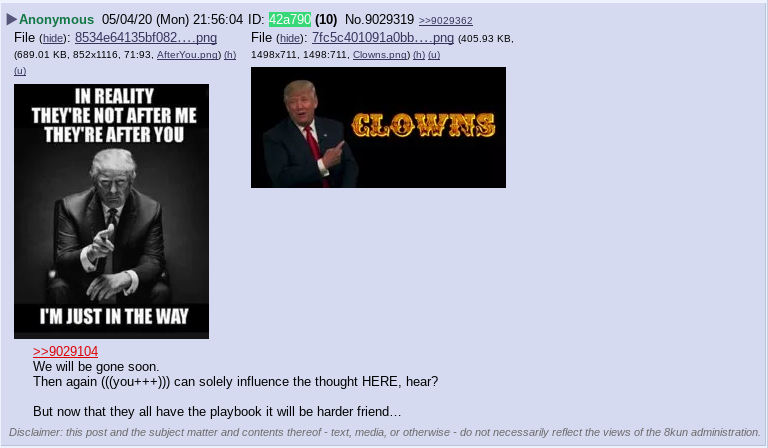 ▶Anonymous 05/04/20 (Mon) 21:56:04 ID: 42a790 (10) No.9029319 >>9029362
File (hide): 8534e64135bf082….png
(689.01 KB, 852x1116, 71:93, AfterYou.png) (h)
(u)
File (hide): 7fc5c401091a0bb….png (405.93 KB,
1498x711, 1498:711, Clowns.png) (h) (u)
IN REALITY
THEY'RE NOT AFTER ME
THEY'RE AFTER YOU
I'M JUST IN THE WAY
CLOWNS
>>9029104
We will be gone soon.
Then again (((you+++))) can solely influence the thought HERE, hear?
But now that they all have the playbook it will be harder friend…
Disclaimer: this post and the subject matter and contents thereof - text, media, or otherwise - do not necessarily reflect the views of the 8kun administration.